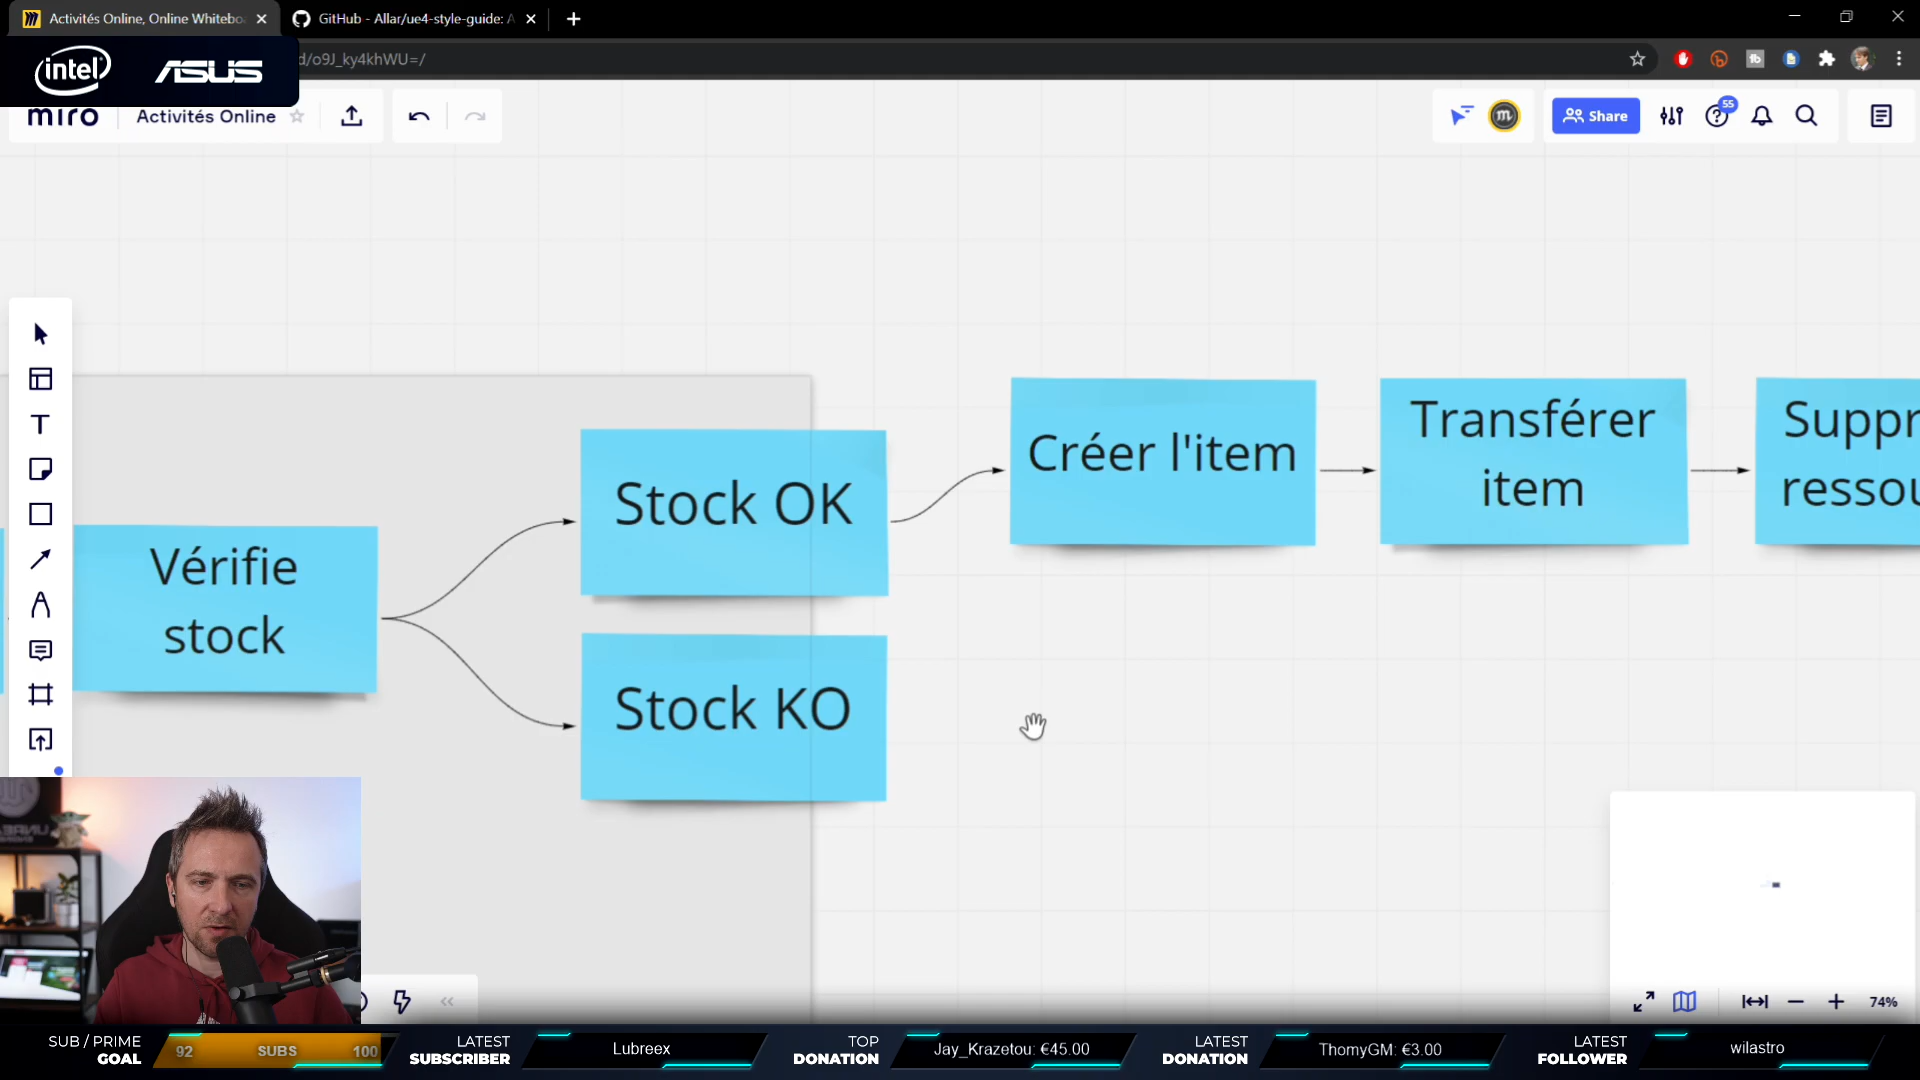 Activités Online, Online Whitebo
GitHub - Allar/ue4-style-guide: A
intel
ASUS
d/o9J_ky4khWU=/
miro
Activités Online
m
Share
55
Créer l'item
Transférer
item
Suppr
ressou
Stock OK
Vérifie
stock
Stock KO
74%
SUB / PRIME
GOAL
92
SUBS
100
LATEST
SUBSCRIBER
Lubreex
TOP
DONATION
Jay_Krazetou: €45.00
LATEST
DONATION
ThomyGM: €3.00
LATEST
FOLLOWER
wilastro